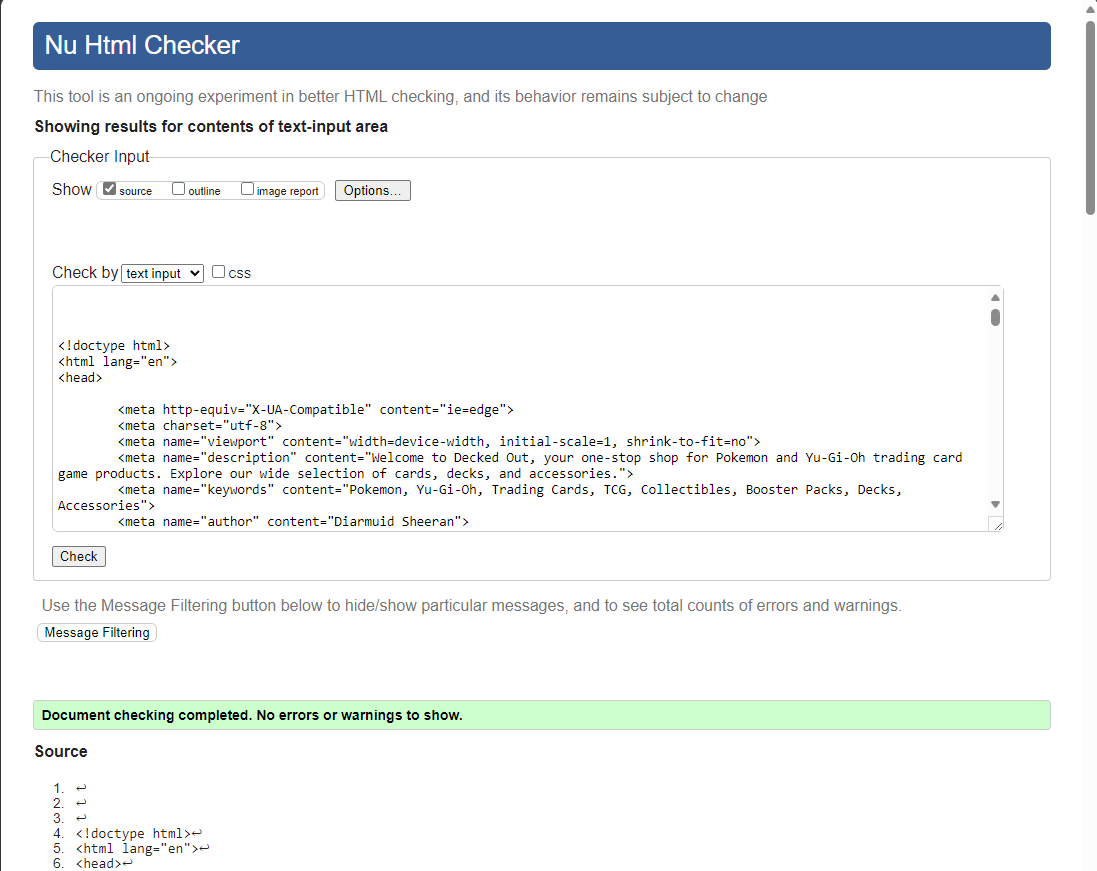 Nu Html Checker
This tool is an ongoing experiment in better HTML checking, and its behavior remains subject to change
Showing results for contents of text-input area
Checker Input
Show source outline image report Options...
Check by text input css
<!doctype html>
<html lang="en">
<head>
<meta http-equiv="X-UA-Compatible" content="ie=edge">
<meta charset="utf-8">
<meta name="viewport" content="width=device-width, initial-scale=1, shrink-to-fit=no">
<meta name="description" content="Welcome to Decked Out, your one-stop shop for Pokemon and Yu-Gi-Oh trading card
game products. Explore our wide selection of cards, decks, and accessories.">
<meta name="keywords" content="Pokemon, Yu-Gi-Oh, Trading Cards, TCG, Collectibles, Booster Packs, Decks,
Accessories">
<meta name="author" content="Diarmuid Sheeran">
Check
Use the Message Filtering button below to hide/show particular messages, and to see total counts of errors and warnings.
Message Filtering
Document checking completed. No errors or warnings to show.
Source
1. ↩
2. ↩
3. ↩
4. <!doctype html>↩
5. <html lang="en">↩
6. <head>↩